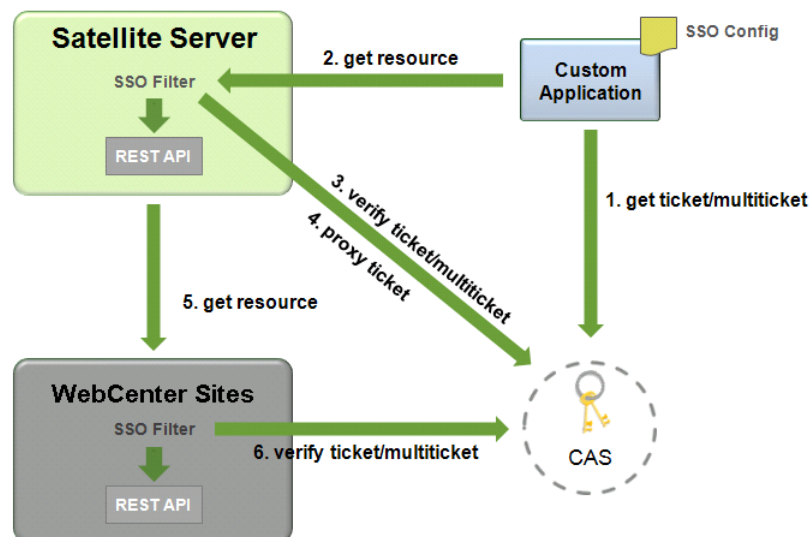 Satellite Server
SSO Filter
REST API
2. get resource
Custom
Application
SSO Config
1. get ticket/multiticket
3. verify ticket/multiticket
4. proxy ticket
5. get resource
WebCenter Sites
SSO Filter
REST API
6. verify ticket/multiticket
CAS